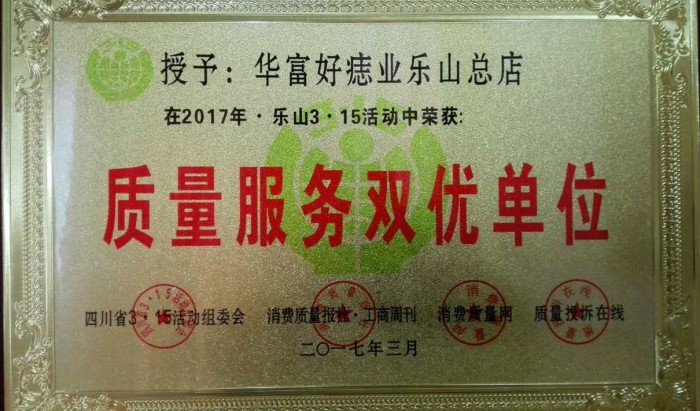 授予：华富好痣业乐山总店
在2017年·乐山3·15活动中荣获:
质量服务双优单位
四川省3·15活动组委会 消费质量报社·工商周刊 消费质量网 质量投诉在线
二〇一七年三月